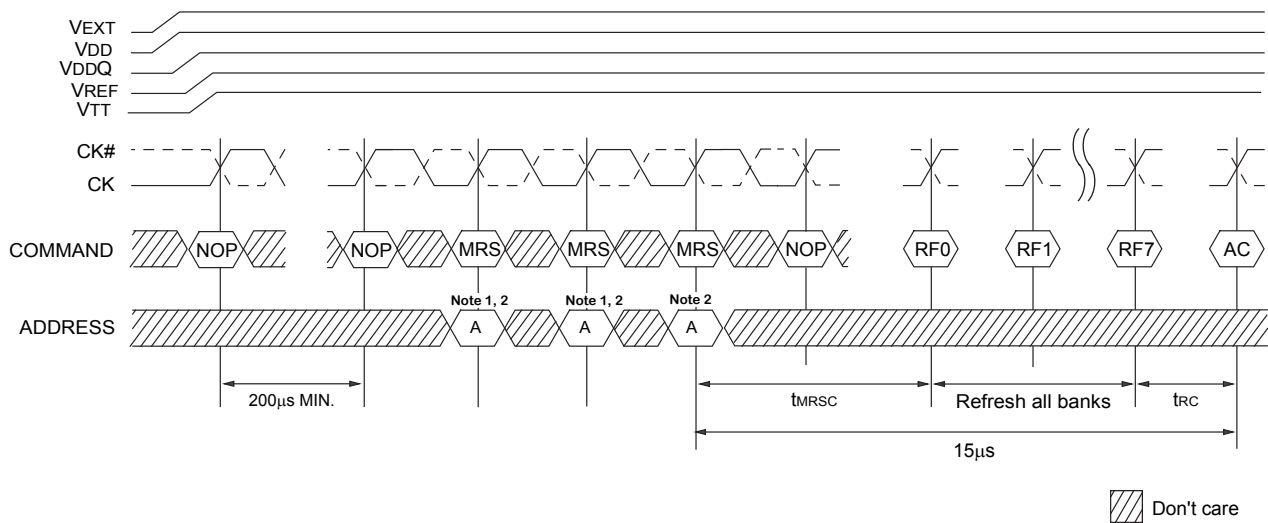 VEXT
VDD
VDDQ
VREF
VTT
CK#
CK
COMMAND NOP NOP MRS MRS MRS NOP RF0 RF1 RF7 AC
Note 1, 2 Note 1, 2 Note 2
ADDRESS A A A
200μs MIN. tMRSC Refresh all banks tRC
15μs
Don't care